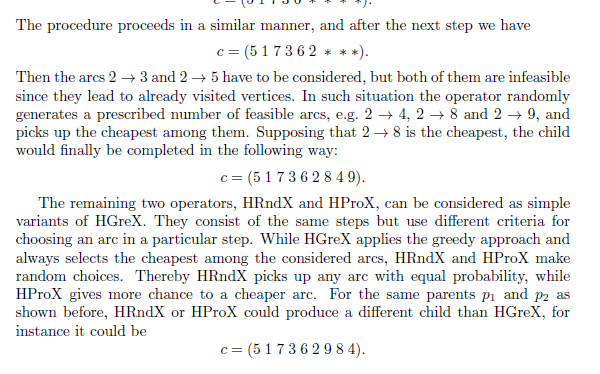 The procedure proceeds in a similar manner, and after the next step we have
c = (5 1 7 3 6 2 * * *).
Then the arcs 2 → 3 and 2 → 5 have to be considered, but both of them are infeasible
since they lead to already visited vertices. In such situation the operator randomly
generates a prescribed number of feasible arcs, e.g. 2 → 4, 2 → 8 and 2 → 9, and
picks up the cheapest among them. Supposing that 2 → 8 is the cheapest, the child
would finally be completed in the following way:
c = (5 1 7 3 6 2 8 4 9).
The remaining two operators, HRndX and HProX, can be considered as simple
variants of HGreX. They consist of the same steps but use different criteria for
choosing an arc in a particular step. While HGreX applies the greedy approach and
always selects the cheapest among the considered arcs, HRndX and HProX make
random choices. Thereby HRndX picks up any arc with equal probability, while
HProX gives more chance to a cheaper arc. For the same parents p₁ and p₂ as
shown before, HRndX or HProX could produce a different child than HGreX, for
instance it could be
c = (5 1 7 3 6 2 9 8 4).